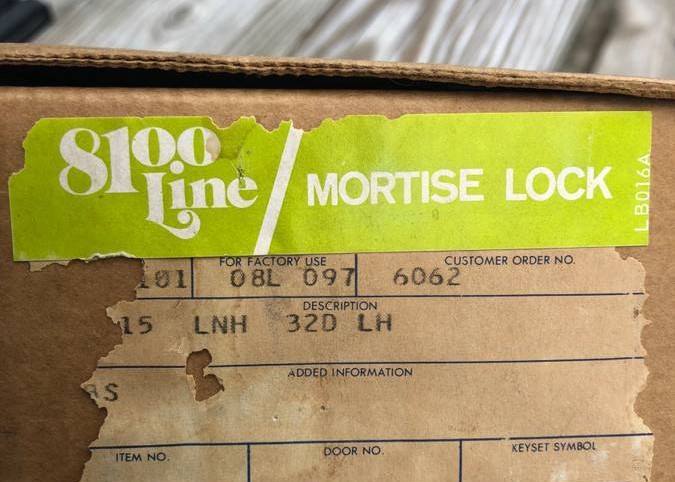 8100 Line / MORTISE LOCK
LB016A
FOR FACTORY USE CUSTOMER ORDER NO.
101 08L 097 6062
DESCRIPTION
15 LNH 32D LH
ADDED INFORMATION
RS
ITEM NO. DOOR NO. KEYSET SYMBOL